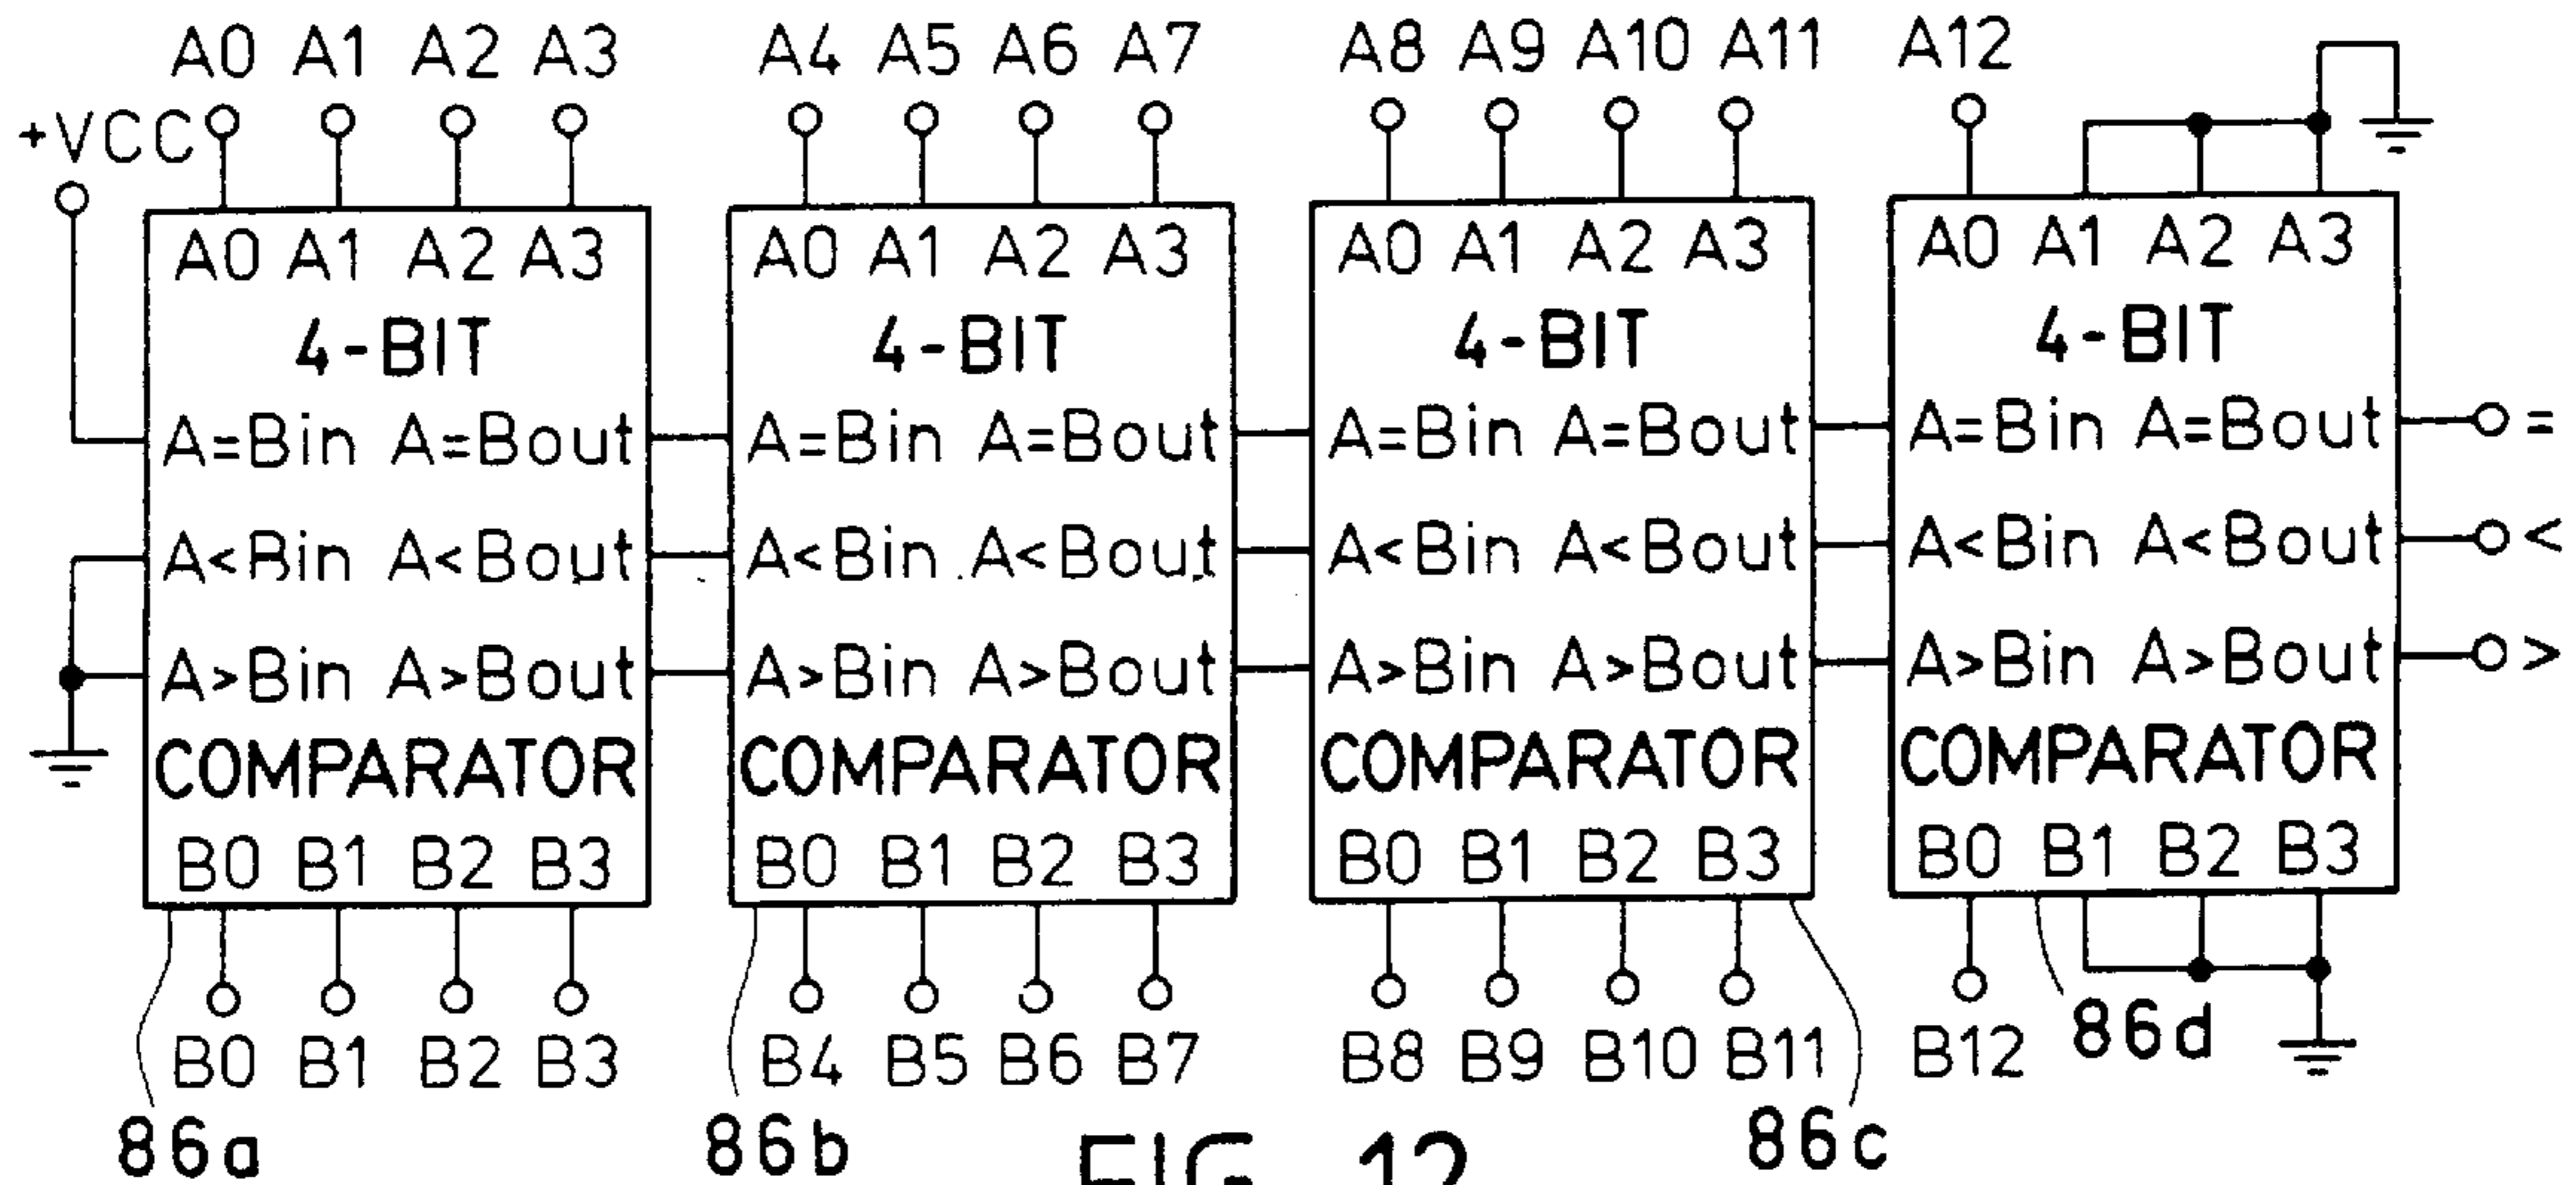 A0 A1 A2 A3 A4 A5 A6 A7 A8 A9 A10 A11 A12
+VCC
A0 A1 A2 A3 A0 A1 A2 A3 A0 A1 A2 A3 A0 A1 A2 A3
4-BIT 4-BIT 4-BIT 4-BIT
A=Bin A=Bout A=Bin A=Bout A=Bin A=Bout A=Bin A=Bout =
A<Bin A<Bout A<Bin A<Bout A<Bin A<Bout A<Bin A<Bout <
A>Bin A>Bout A>Bin A>Bout A>Bin A>Bout A>Bin A>Bout >
COMPARATOR COMPARATOR COMPARATOR COMPARATOR
B0 B1 B2 B3 B0 B1 B2 B3 B0 B1 B2 B3 B0 B1 B2 B3
B0 B1 B2 B3 B4 B5 B6 B7 B8 B9 B10 B11 B12 86d
86a 86b FIG 12 86c